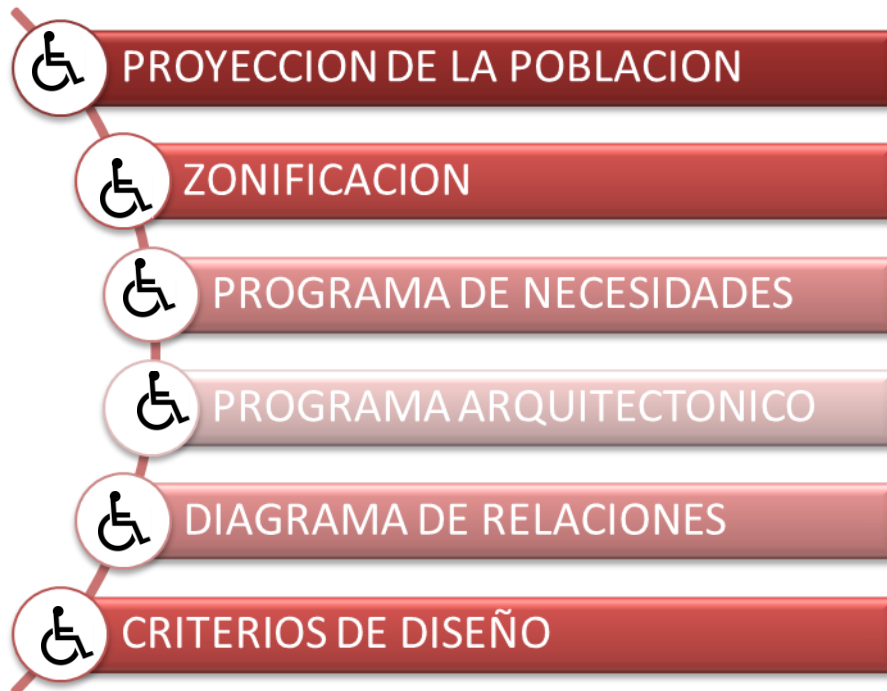 PROYECCION DE LA POBLACION
ZONIFICACION
PROGRAMA DE NECESIDADES
PROGRAMA ARQUITECTONICO
DIAGRAMA DE RELACIONES
CRITERIOS DE DISEÑO